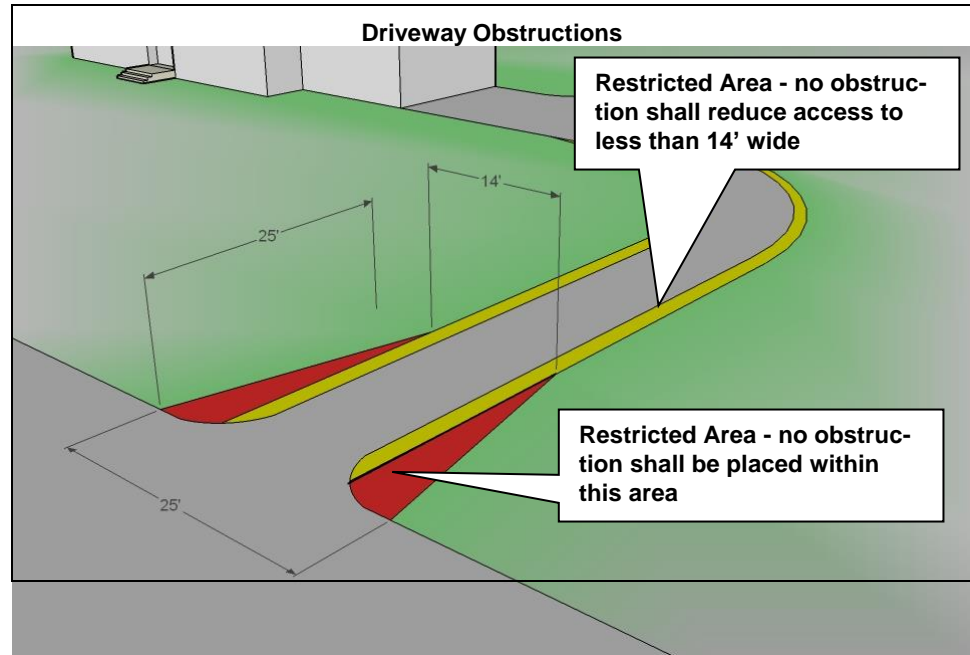 Driveway Obstructions
Restricted Area - no obstruc-
tion shall reduce access to
less than 14’ wide
14'
25'
Restricted Area - no obstruc-
tion shall be placed within
this area
25'